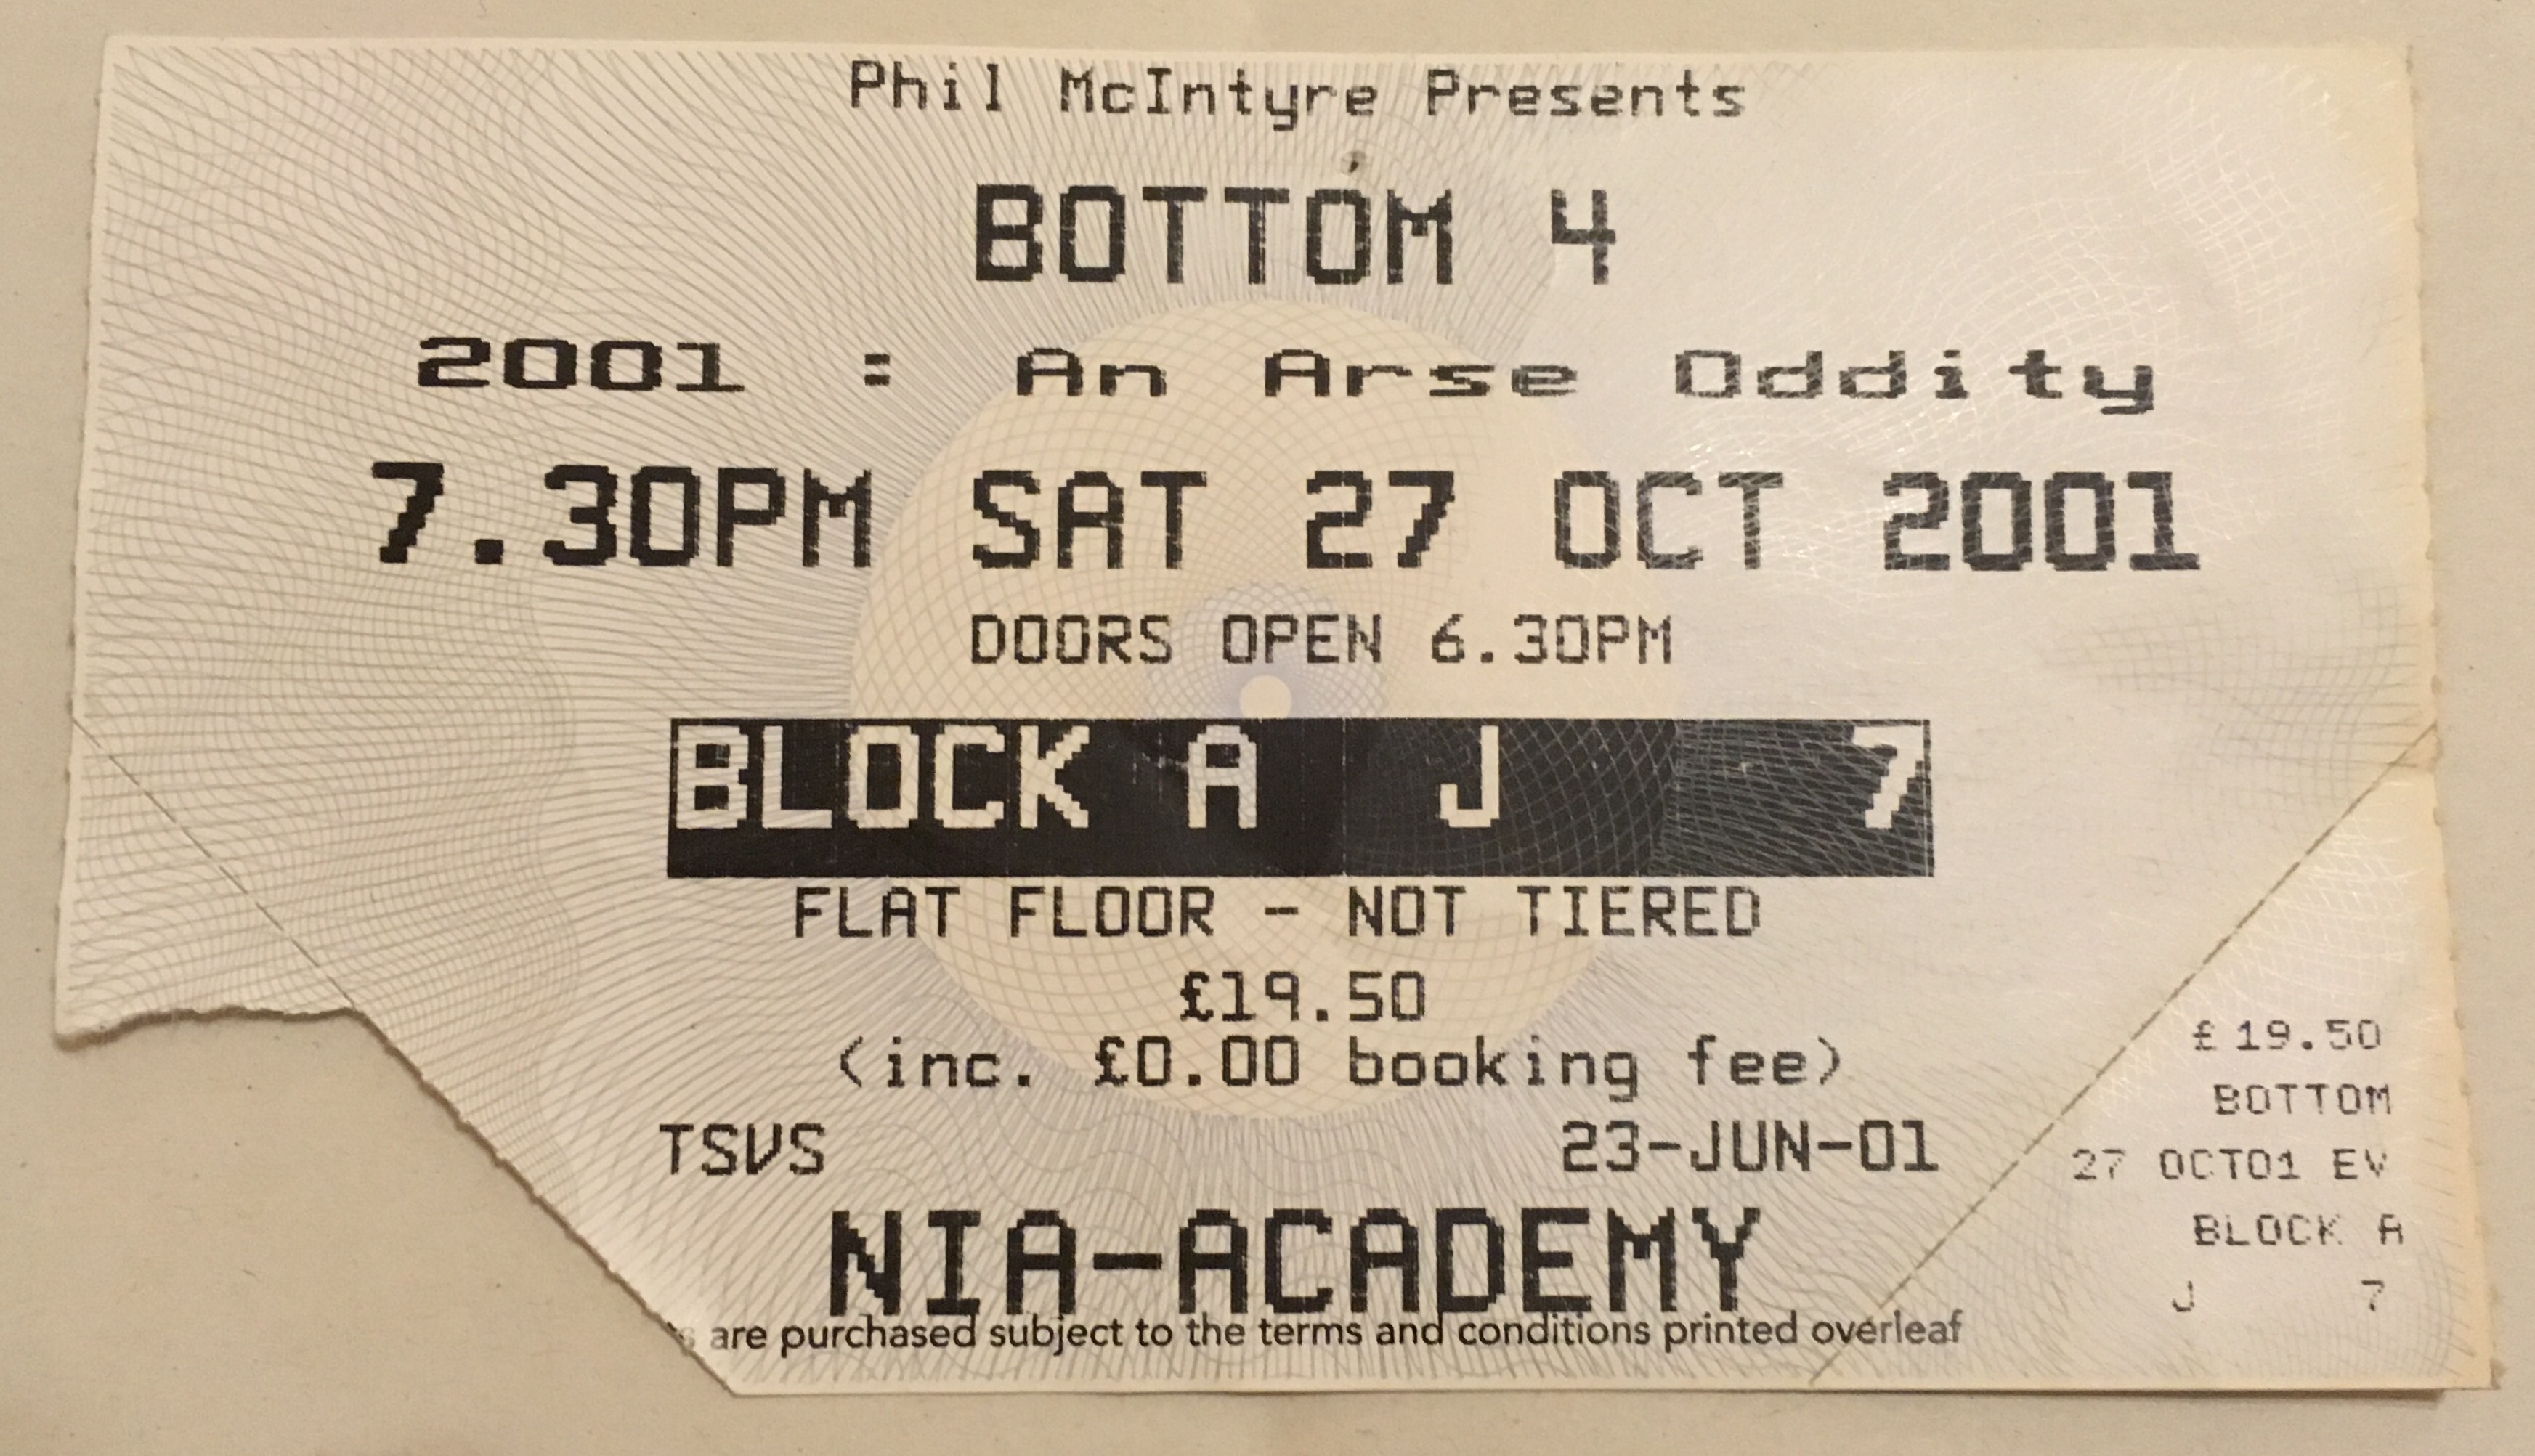 Phil McIntyre Presents
BOTTOM 4
2001 : An Arse Oddity
7.30PM SAT 27 OCT 2001
DOORS OPEN 6.30PM
BLOCK A J 7
FLAT FLOOR - NOT TIERED
£19.50
(inc. £0.00 booking fee)
TSVS 23-JUN-01
NIA-ACADEMY
are purchased subject to the terms and conditions printed overleaf
£19.50
BOTTOM
27 OCT01 EV
BLOCK A
J 7